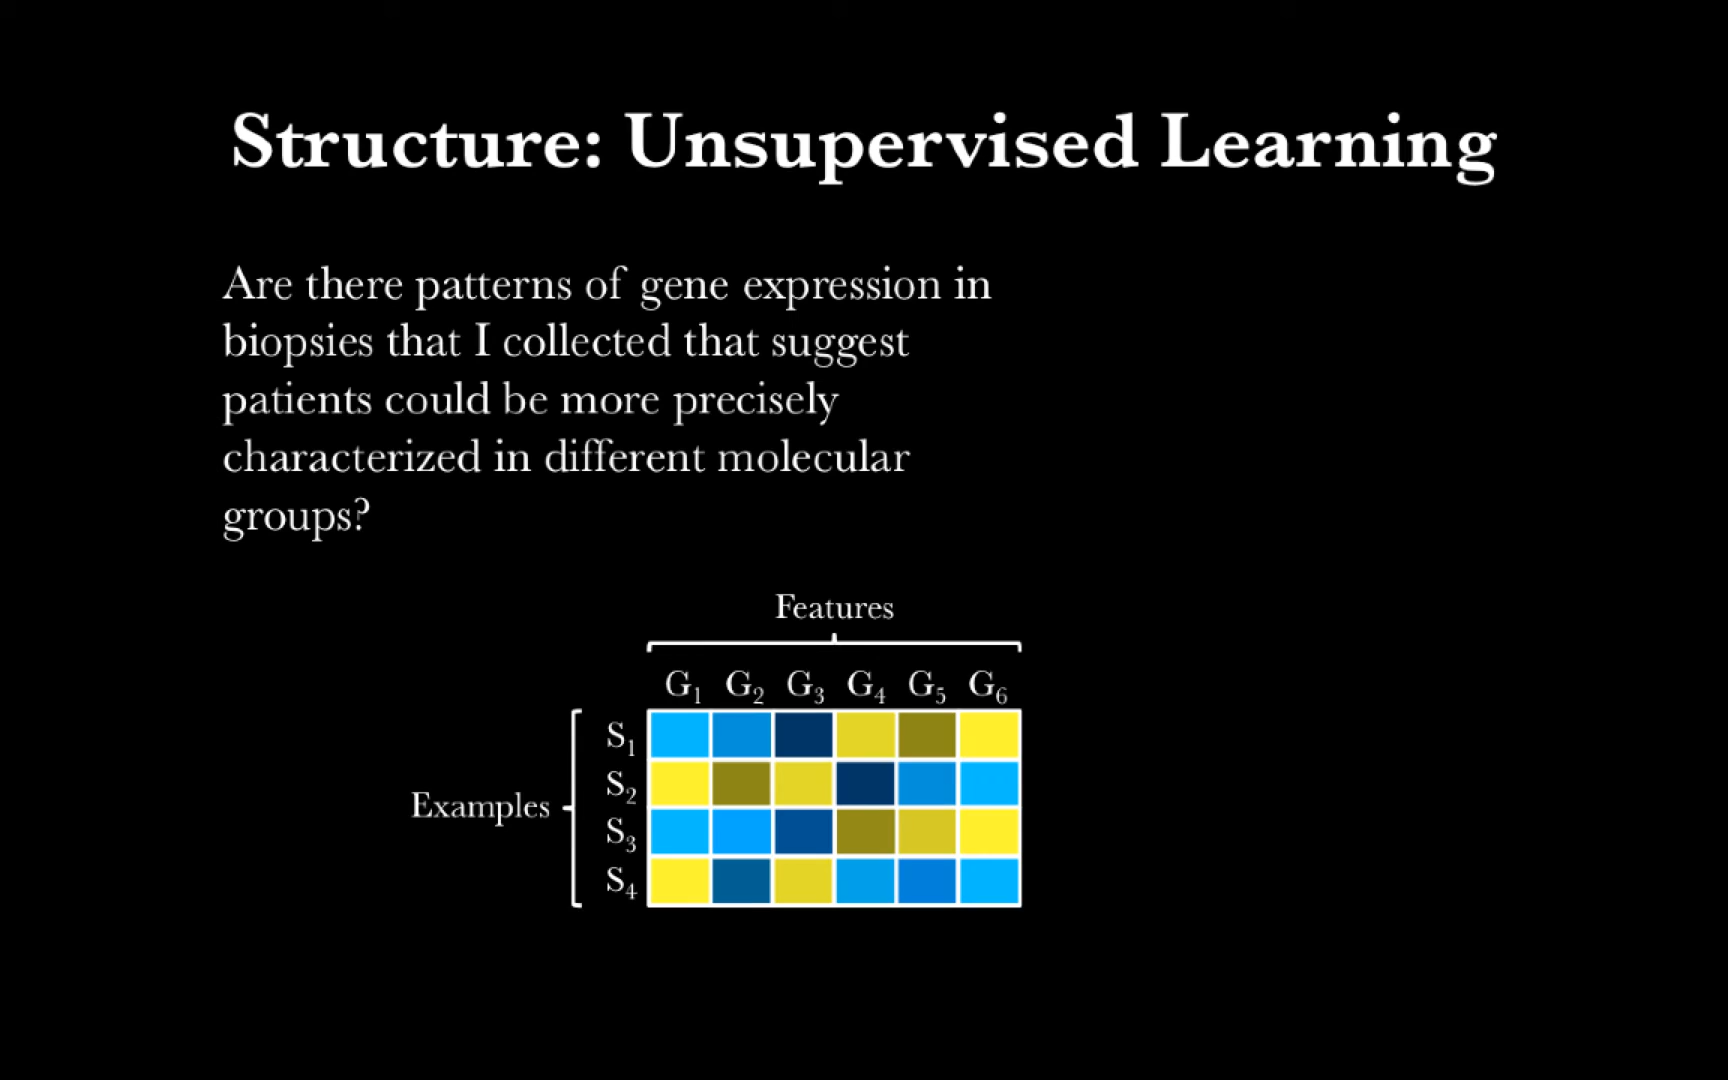 Structure: Unsupervised Learning
Are there patterns of gene expression in
biopsies that I collected that suggest
patients could be more precisely
characterized in different molecular
groups?
Features
G₁ G₂ G₃ G₄ G₅ G₆
S₁
S₂
Examples
S₃
S₄